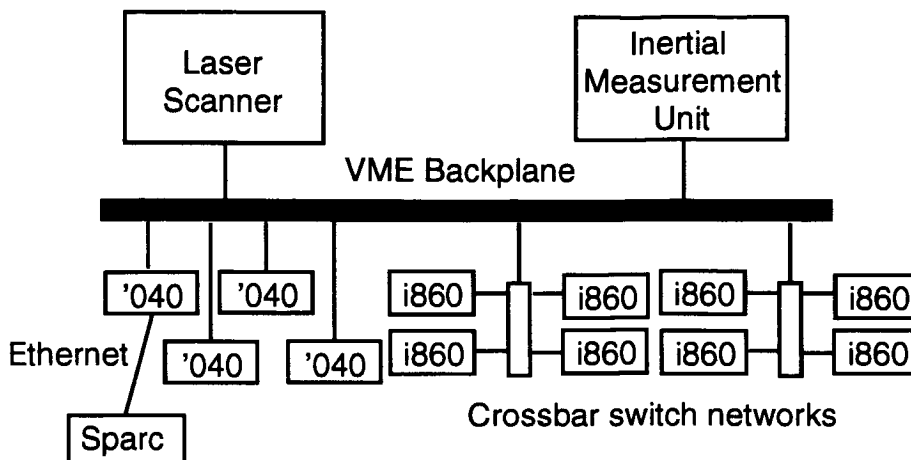 Laser
Scanner
Inertial
Measurement
Unit
VME Backplane
'040
'040
i860
i860
i860
i860
Ethernet
'040
'040
i860
i860
i860
i860
Sparc
Crossbar switch networks